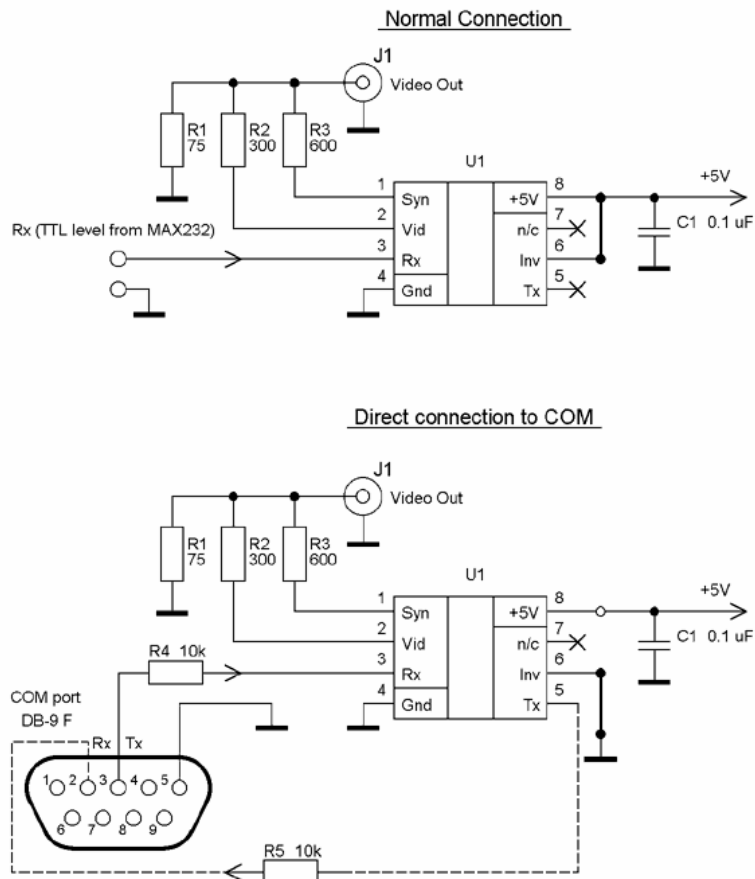 Normal Connection
J1
Video Out
R1
75
R2
300
R3
600
U1
1
Syn
+5V
8
+5V
2
Vid
n/c
7
C1 0.1 uF
Rx (TTL level from MAX232)
3
Rx
Inv
6
4
Gnd
Tx
5
Direct connection to COM
J1
Video Out
R1
75
R2
300
R3
600
U1
1
Syn
+5V
8
+5V
2
Vid
n/c
7
C1 0.1 uF
R4 10k
3
Rx
Inv
6
4
Gnd
Tx
5
COM port
DB-9 F
Rx Tx
1 2 3 4 5
6 7 8 9
R5 10k